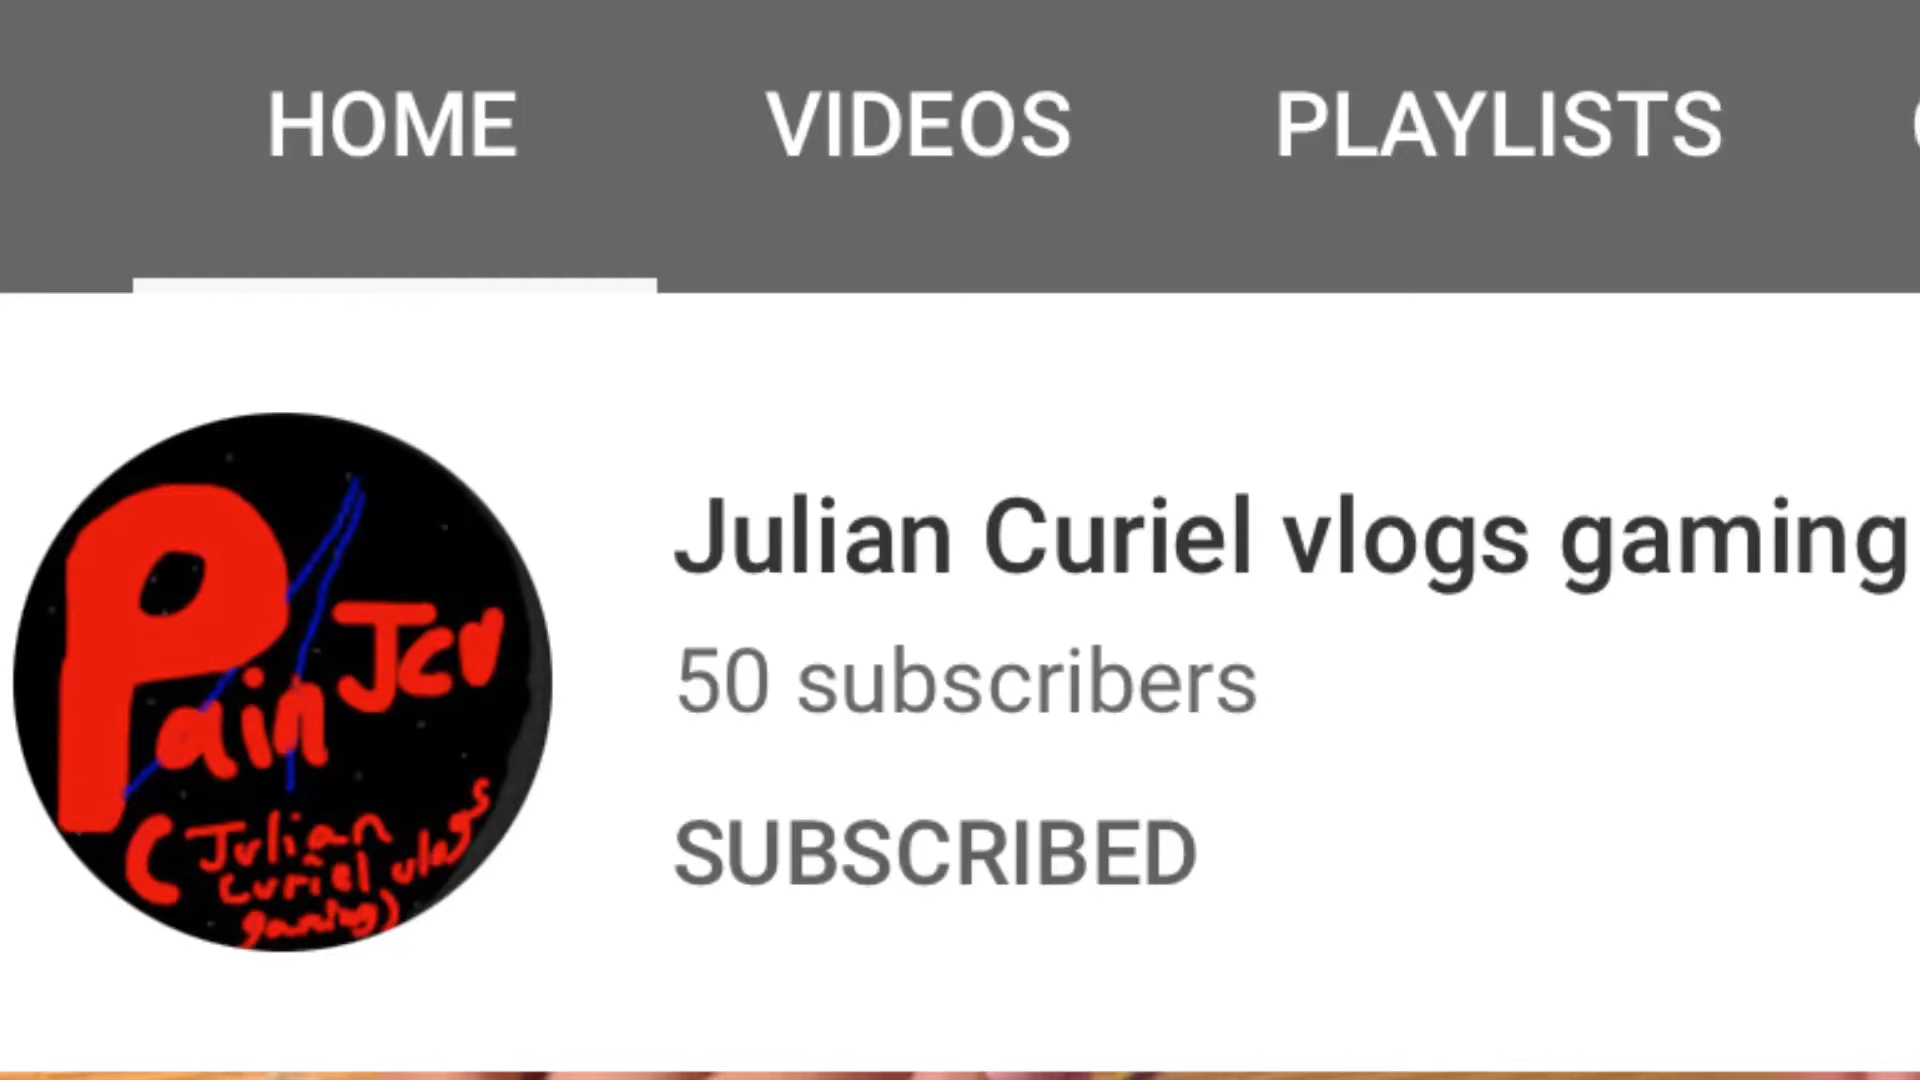 HOME VIDEOS PLAYLISTS
Julian Curiel vlogs gaming
50 subscribers
SUBSCRIBED
Pain Jcv
(Julian
Curiel vlogs
gaming)